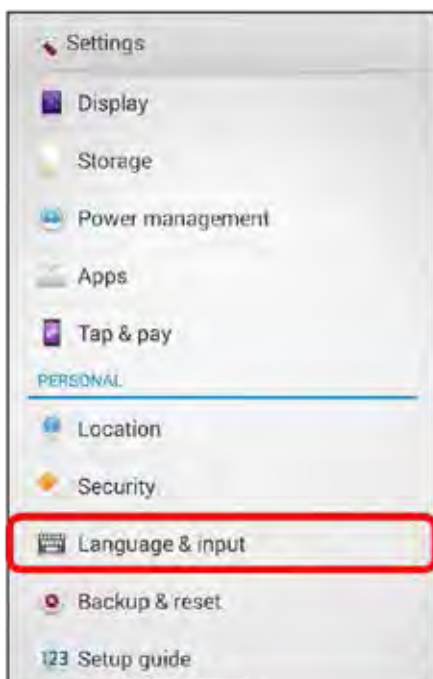 Settings
Display
Storage
Power management
Apps
Tap & pay
PERSONAL
Location
Security
Language & input
Backup & reset
123 Setup guide